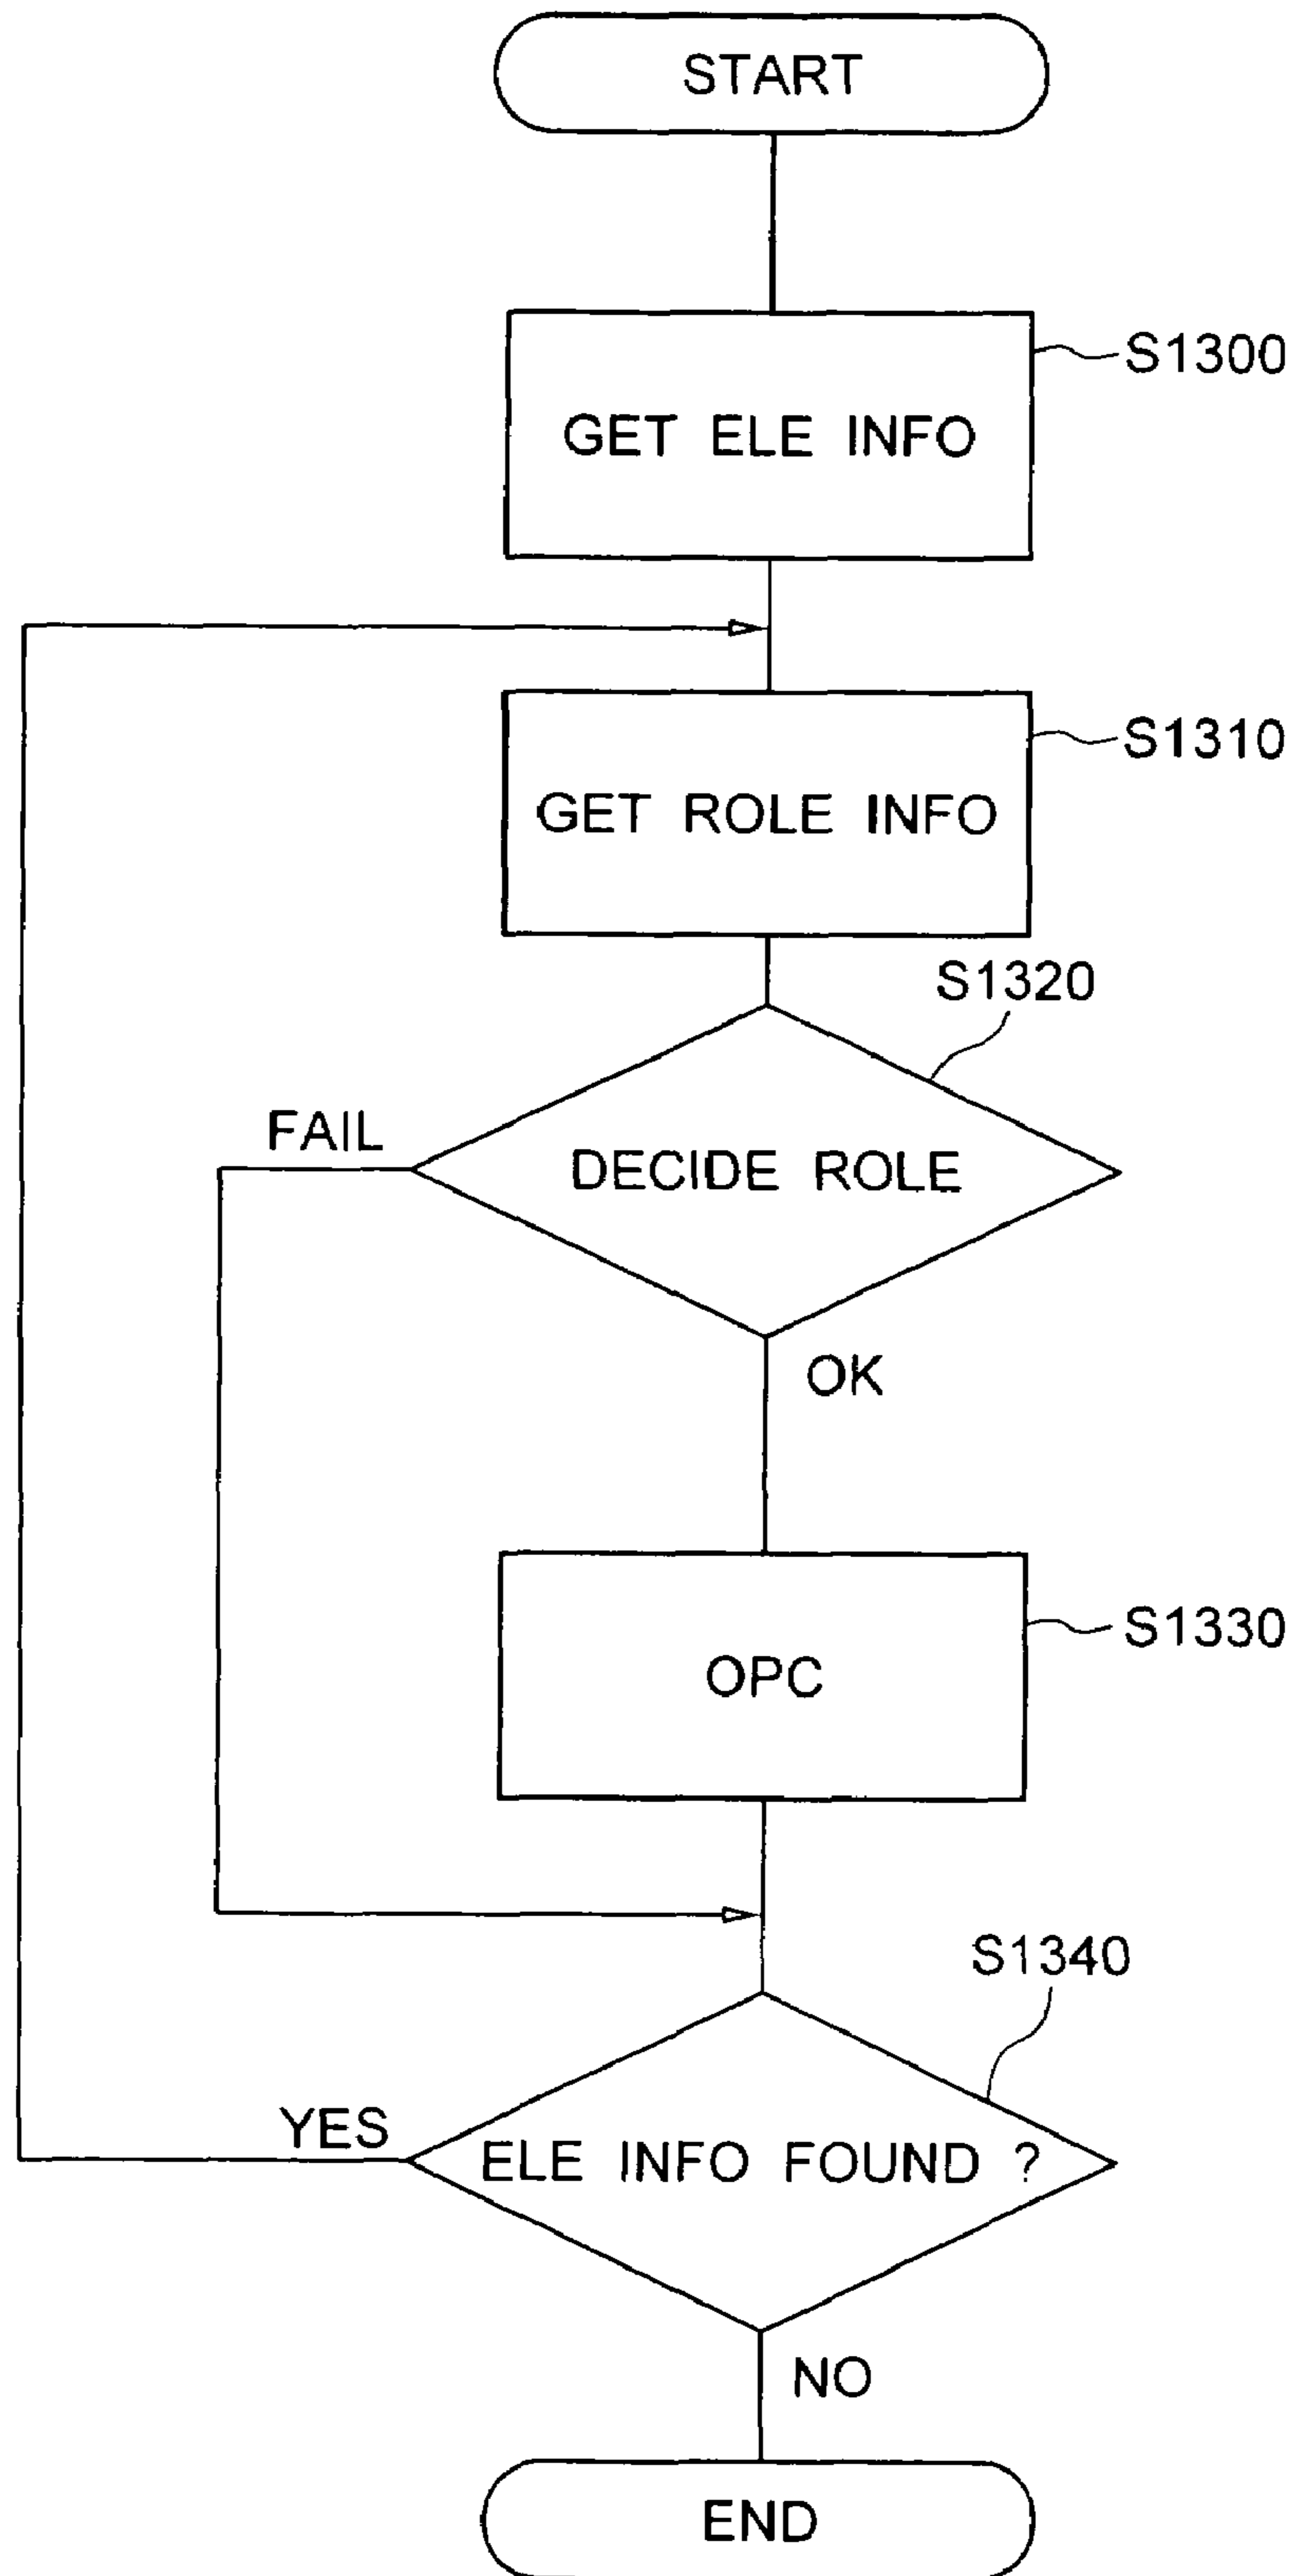 START
S1300
GET ELE INFO
S1310
GET ROLE INFO
S1320
FAIL
DECIDE ROLE
OK
S1330
OPC
S1340
YES
ELE INFO FOUND ?
NO
END